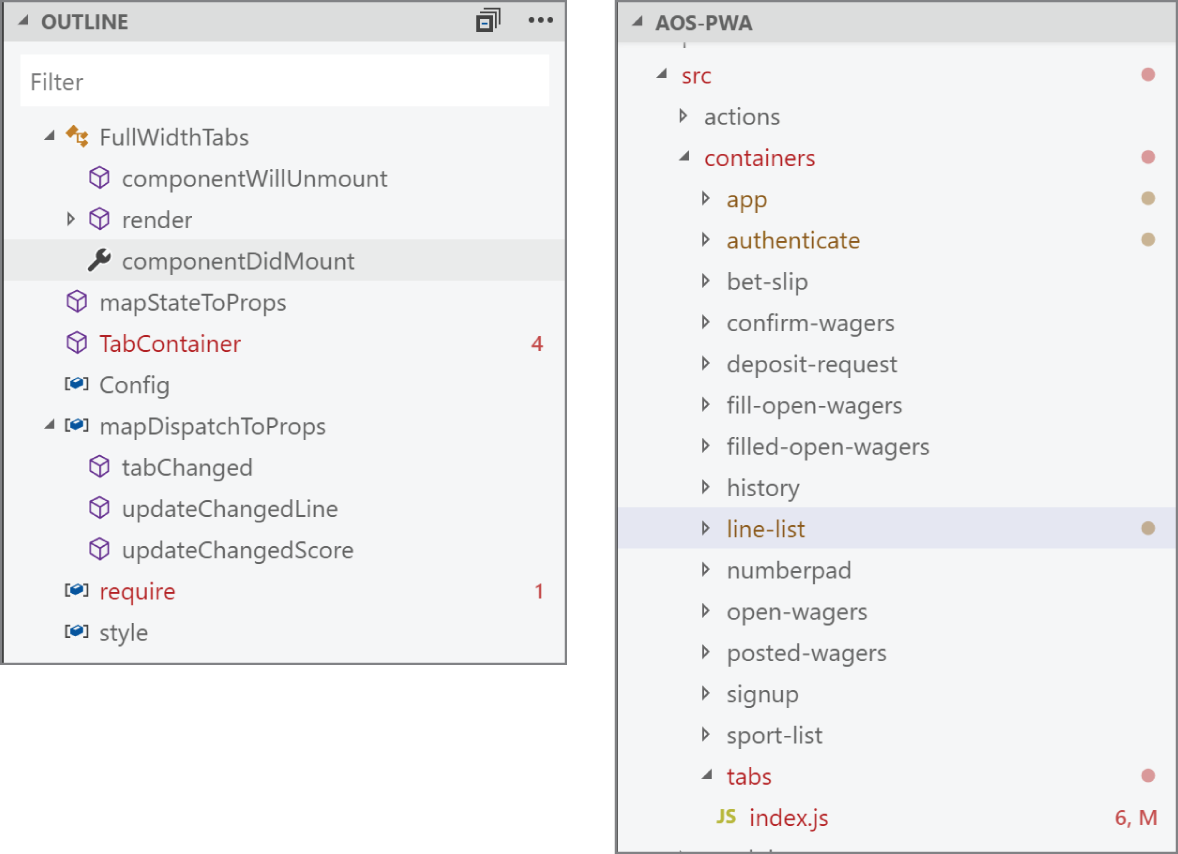 OUTLINE
Filter
FullWidthTabs
componentWillUnmount
render
componentDidMount
mapStateToProps
TabContainer 4
Config
mapDispatchToProps
tabChanged
updateChangedLine
updateChangedScore
require 1
style
AOS-PWA
src
actions
containers
app
authenticate
bet-slip
confirm-wagers
deposit-request
fill-open-wagers
filled-open-wagers
history
line-list
numberpad
open-wagers
posted-wagers
signup
sport-list
tabs
JS index.js 6, M